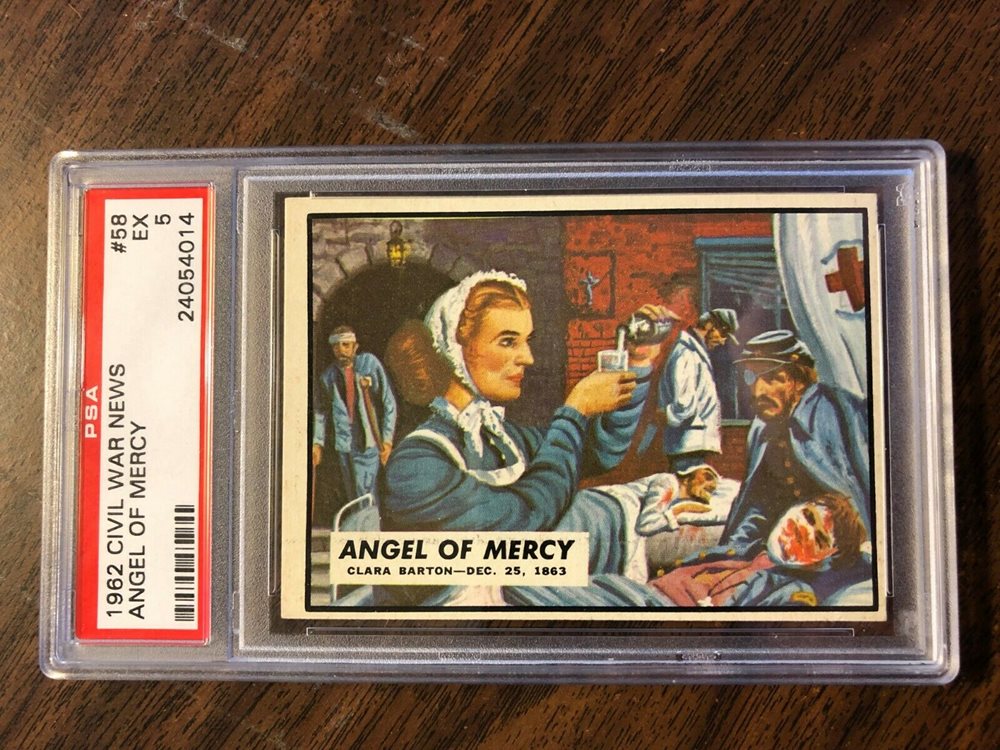 PSA
1962 CIVIL WAR NEWS #58
ANGEL OF MERCY EX
5
24054014
ANGEL OF MERCY
CLARA BARTON—DEC. 25, 1863